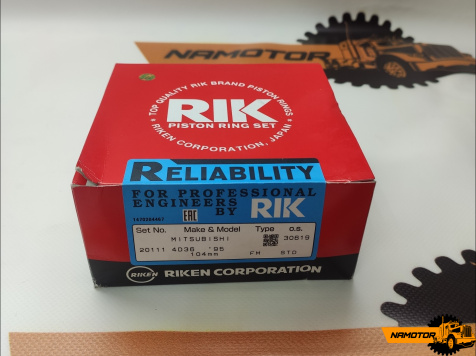 NAMOTOR
TOP QUALITY RIK BRAND PISTON RINGS
RIK
PISTON RING SET
RIKEN CORPORATION, JAPAN
RELIABILITY
FOR PROFESSIONAL
ENGINEERS
BY RIK
EAC
Set No. Make & Model Type o.s.
MITSUBISHI 30619
20111 4D36 '95
104mm FM STD
RIKEN RIKEN CORPORATION
NAMOTOR